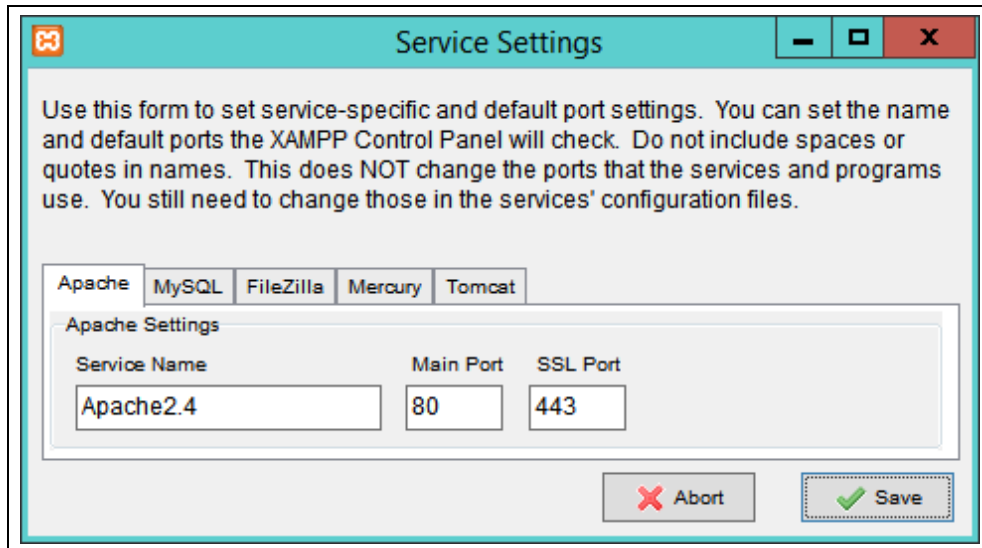 Service Settings
Use this form to set service-specific and default port settings. You can set the name
and default ports the XAMPP Control Panel will check. Do not include spaces or
quotes in names. This does NOT change the ports that the services and programs
use. You still need to change those in the services' configuration files.
Apache MySQL FileZilla Mercury Tomcat
Apache Settings
Service Name Main Port SSL Port
Apache2.4 80 443
Abort Save